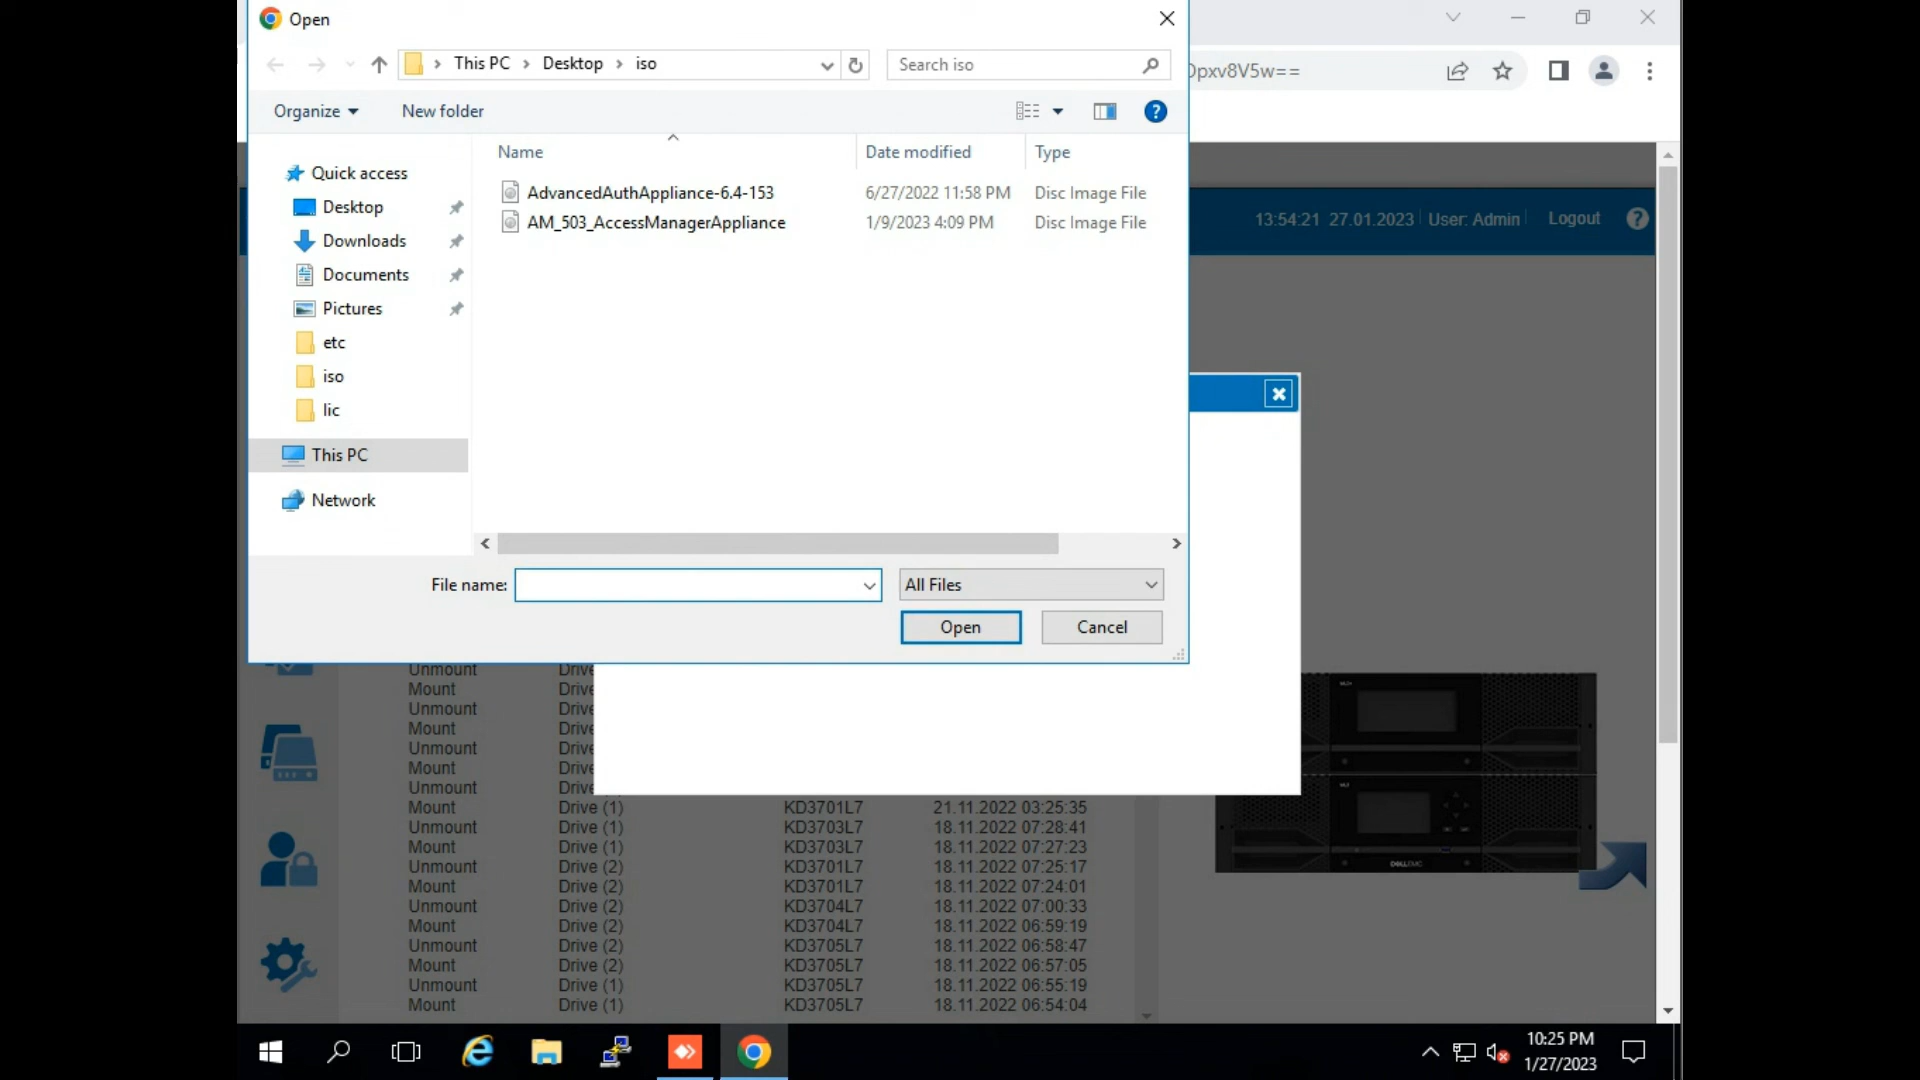 Open
This PC > Desktop > iso
Search iso
pxv8V5w==
Organize
New folder
Name
Date modified
Type
Quick access
Desktop
Downloads
Documents
Pictures
etc
iso
lic
This PC
Network
AdvancedAuthAppliance-6.4-153 6/27/2022 11:58 PM Disc Image File
AM_503_AccessManagerAppliance 1/9/2023 4:09 PM Disc Image File
13:54:21 27.01.2023 User: Admin Logout
File name:
All Files
Open
Cancel
Unmount Drive
Mount Drive
Unmount Drive
Mount Drive
Unmount Drive
Mount Drive
Unmount Drive
Mount Drive (1) KD3701L7 21.11.2022 03:25:35
Unmount Drive (1) KD3703L7 18.11.2022 07:28:41
Mount Drive (1) KD3703L7 18.11.2022 07:27:23
Unmount Drive (2) KD3701L7 18.11.2022 07:25:17
Mount Drive (2) KD3701L7 18.11.2022 07:24:01
Unmount Drive (2) KD3704L7 18.11.2022 07:00:33
Mount Drive (2) KD3704L7 18.11.2022 06:59:19
Unmount Drive (2) KD3705L7 18.11.2022 06:58:47
Mount Drive (2) KD3705L7 18.11.2022 06:57:05
Unmount Drive (1) KD3705L7 18.11.2022 06:55:19
Mount Drive (1) KD3705L7 18.11.2022 06:54:04
DELLEMC
10:25 PM
1/27/2023